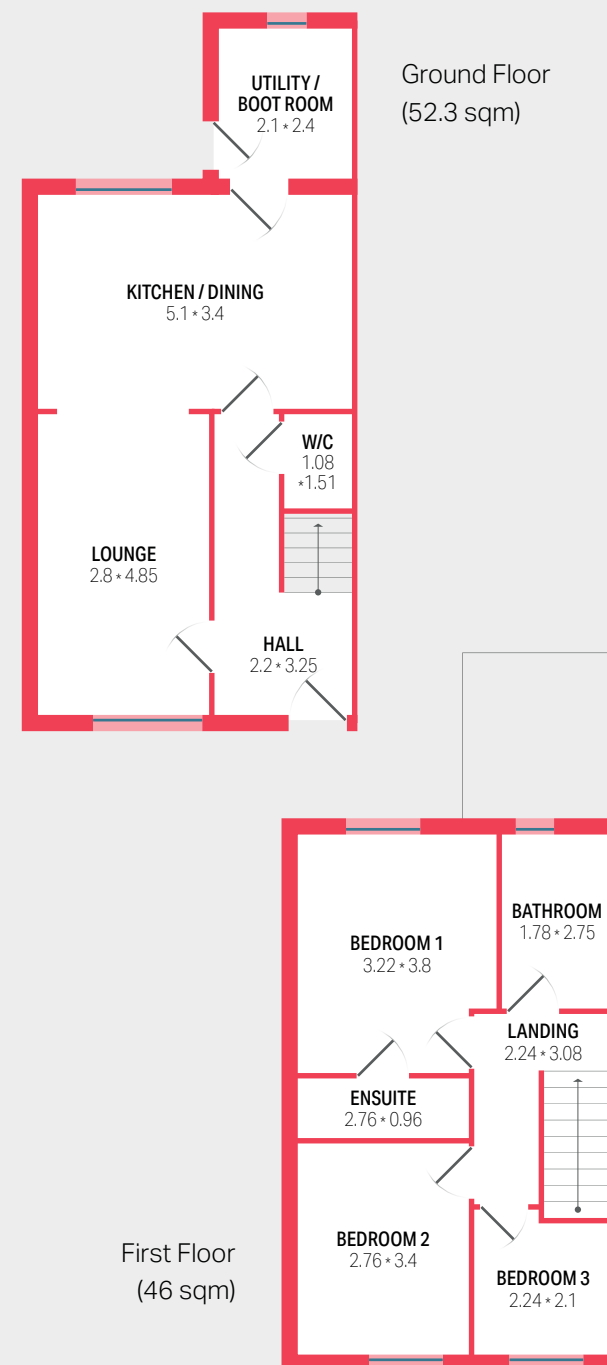 UTILITY /
BOOT ROOM
2.1 * 2.4
Ground Floor
(52.3 sqm)
KITCHEN / DINING
5.1 * 3.4
W/C
1.08
*1.51
LOUNGE
2.8 * 4.85
HALL
2.2 * 3.25
BEDROOM 1
3.22 * 3.8
BATHROOM
1.78 * 2.75
LANDING
2.24 * 3.08
ENSUITE
2.76 * 0.96
First Floor
(46 sqm)
BEDROOM 2
2.76 * 3.4
BEDROOM 3
2.24 * 2.1